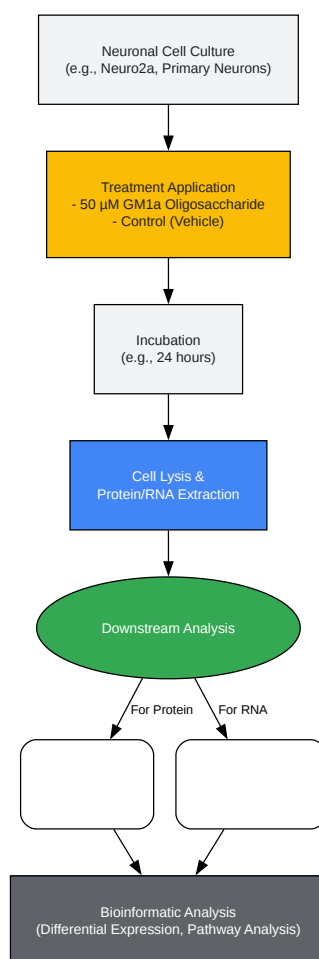 Neuronal Cell Culture
(e.g., Neuro2a, Primary Neurons)
Treatment Application
- 50 µM GM1a Oligosaccharide
- Control (Vehicle)
Incubation
(e.g., 24 hours)
Cell Lysis &
Protein/RNA Extraction
Downstream Analysis
For Protein
For RNA
Bioinformatic Analysis
(Differential Expression, Pathway Analysis)